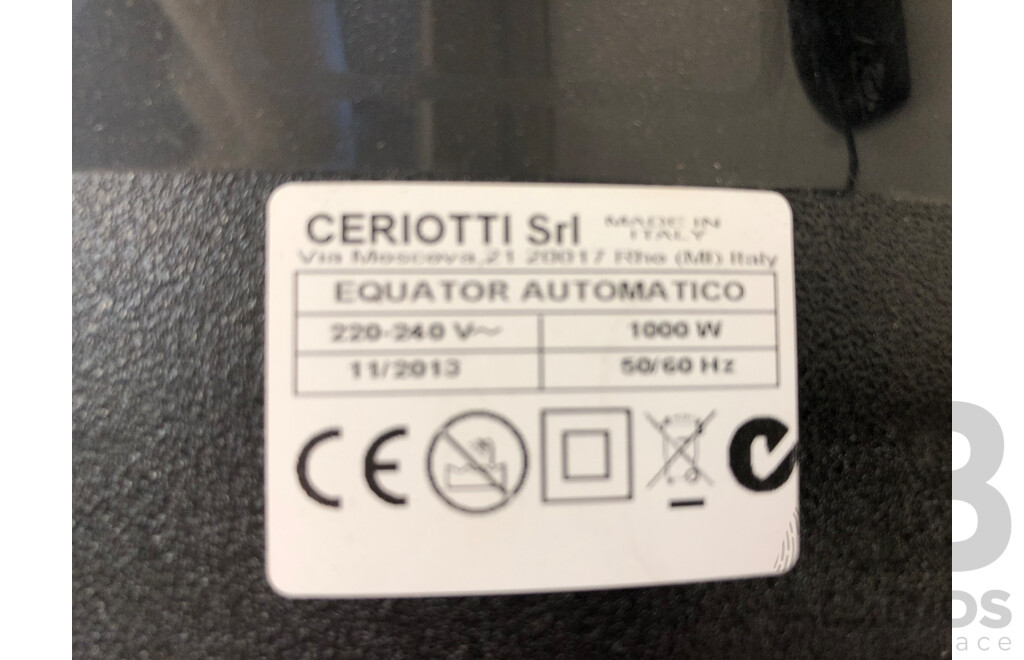 CERIOTTI Srl MADE IN ITALY
Via Moscova,21 20017 Rho (MI) Italy
EQUATOR AUTOMATICO
220-240 V~ 1000 W
11/2013 50/60 Hz
CE